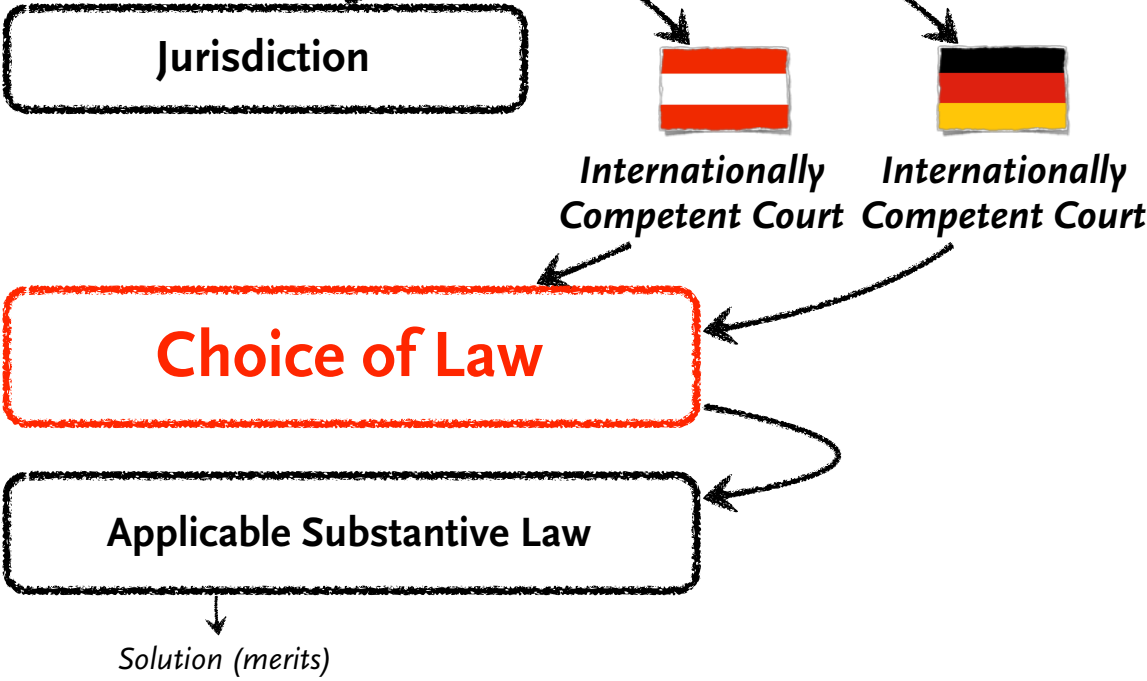 Jurisdiction
Internationally
Competent Court
Internationally
Competent Court
Choice of Law
Applicable Substantive Law
Solution (merits)